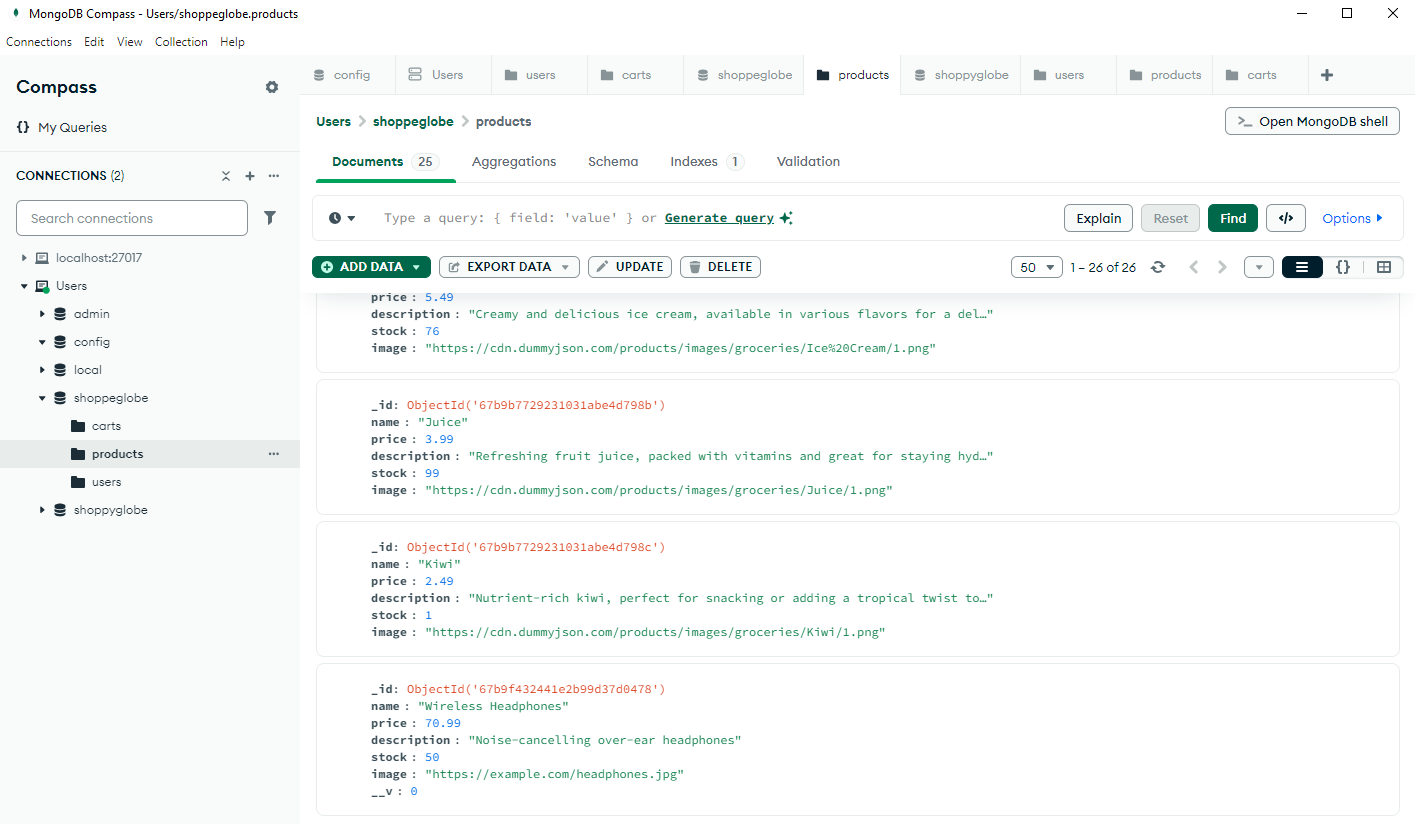 MongoDB Compass - Users/shoppeglobe.products
Connections Edit View Collection Help
Compass
My Queries
CONNECTIONS (2)
Search connections
localhost:27017
Users
admin
config
local
shoppeglobe
carts
products
users
shoppyglobe
config Users users carts shoppeglobe products shoppyglobe users products carts
Users shoppeglobe products
>_ Open MongoDB shell
Documents 25 Aggregations Schema Indexes 1 Validation
Type a query: { field: 'value' } or Generate query
Explain Reset Find </> Options
ADD DATA EXPORT DATA UPDATE DELETE
50 1 – 26 of 26 {}
price : 5.49
description : "Creamy and delicious ice cream, available in various flavors for a del…"
stock : 76
image : "https://cdn.dummyjson.com/products/images/groceries/Ice%20Cream/1.png"
_id: ObjectId('67b9b7729231031abe4d798b')
name : "Juice"
price : 3.99
description : "Refreshing fruit juice, packed with vitamins and great for staying hyd…"
stock : 99
image : "https://cdn.dummyjson.com/products/images/groceries/Juice/1.png"
_id: ObjectId('67b9b7729231031abe4d798c')
name : "Kiwi"
price : 2.49
description : "Nutrient-rich kiwi, perfect for snacking or adding a tropical twist to…"
stock : 1
image : "https://cdn.dummyjson.com/products/images/groceries/Kiwi/1.png"
_id: ObjectId('67b9f432441e2b99d37d0478')
name : "Wireless Headphones"
price : 70.99
description : "Noise-cancelling over-ear headphones"
stock : 50
image : "https://example.com/headphones.jpg"
__v : 0